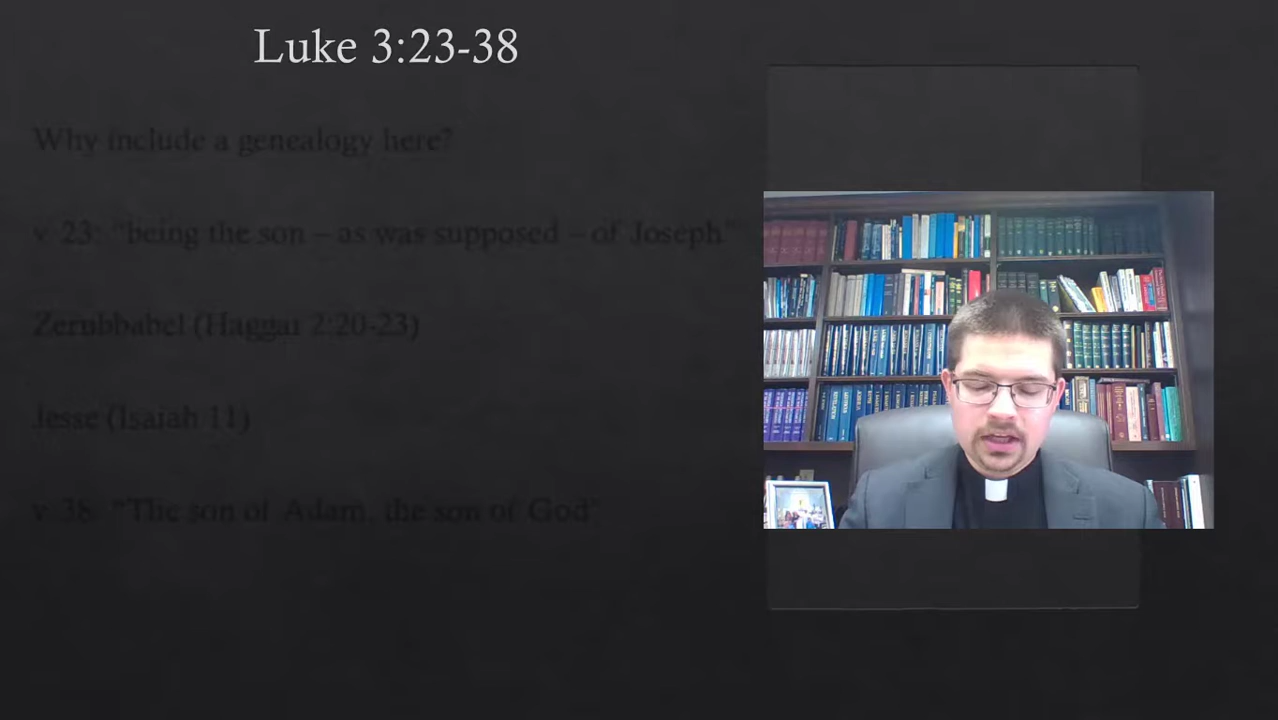 Luke 3:23-38
Why include a genealogy here?
v. 23: “being the son – as was supposed – of Joseph”
Zerubbabel (Haggai 2:20-23)
Jesse (Isaiah 11)
v. 38: “The son of Adam, the son of God”